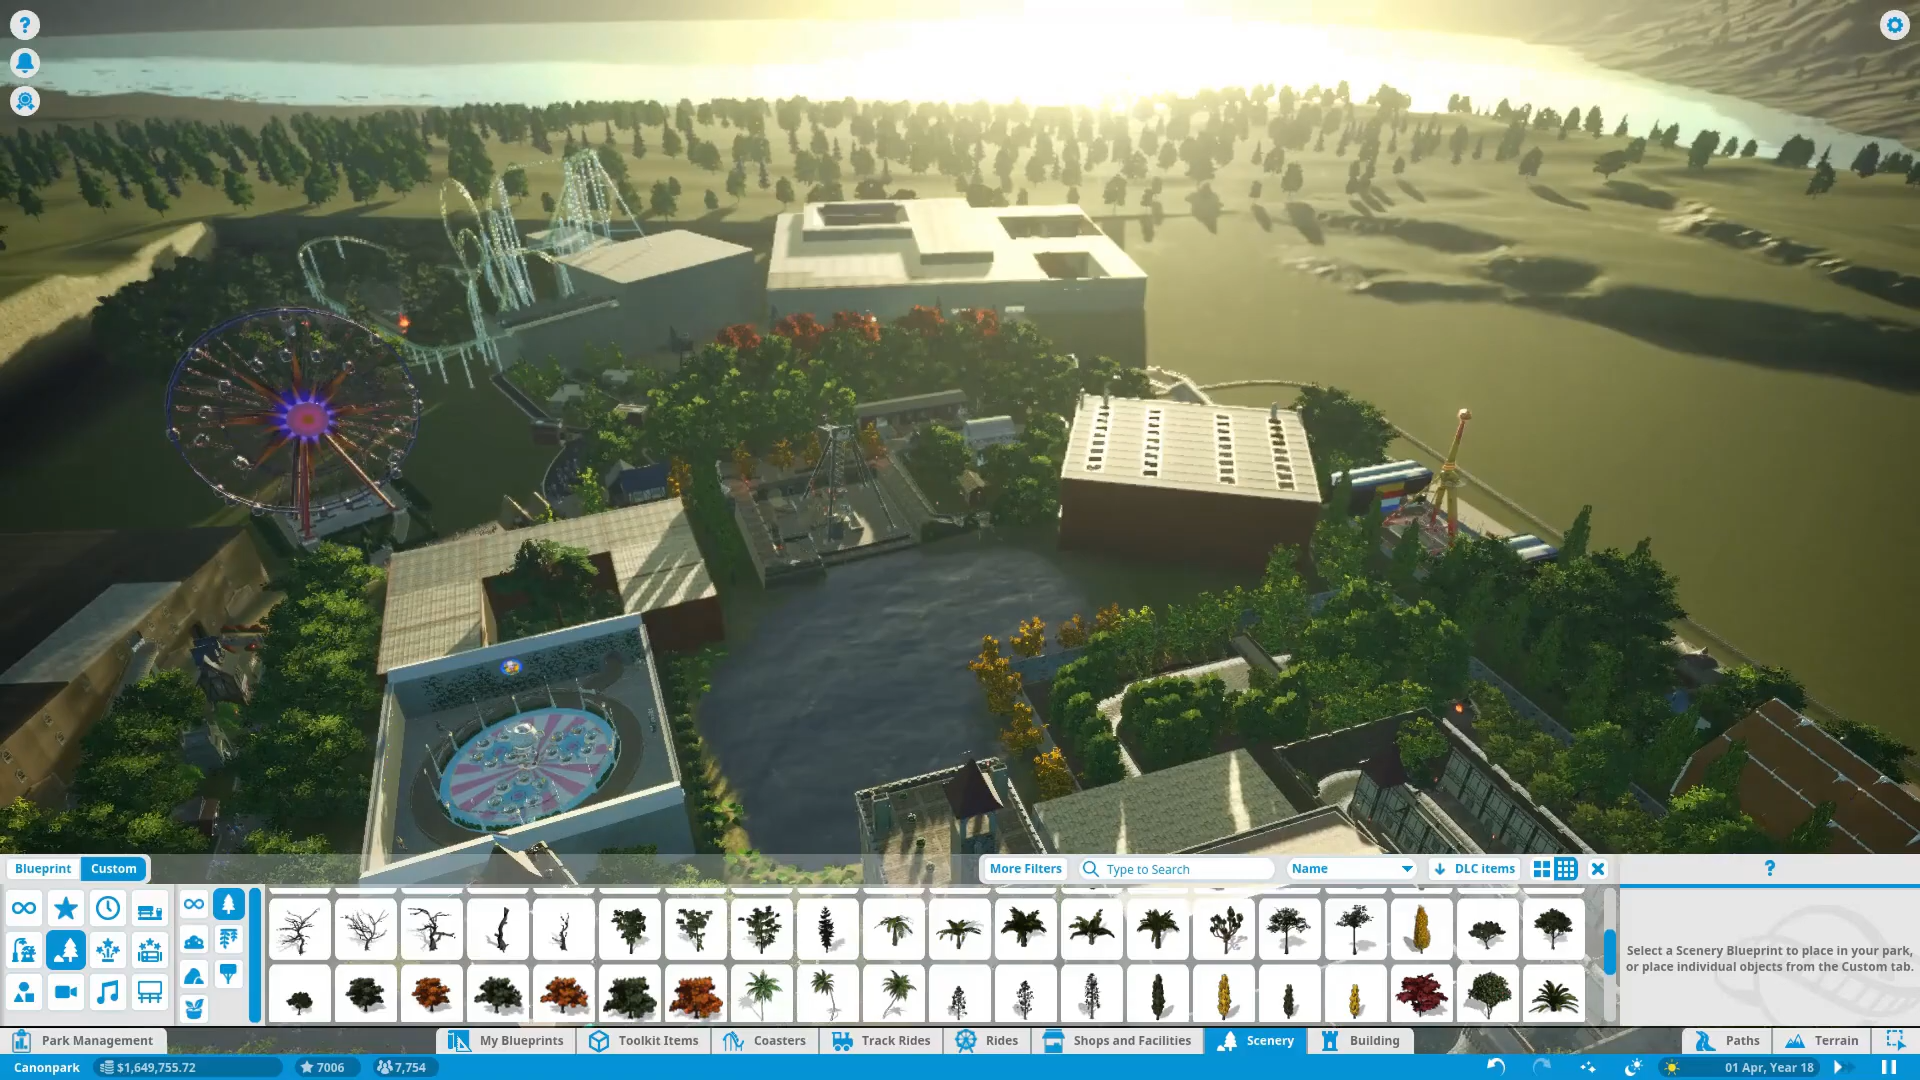 Blueprint Custom
More Filters Type to Search Name DLC items
?
Select a Scenery Blueprint to place in your park,
or place individual objects from the Custom tab.
Park Management My Blueprints Toolkit Items Coasters Track Rides Rides Shops and Facilities Scenery Building Paths Terrain
Canonpark $1,649,755.72 7006 7,754 01 Apr, Year 18